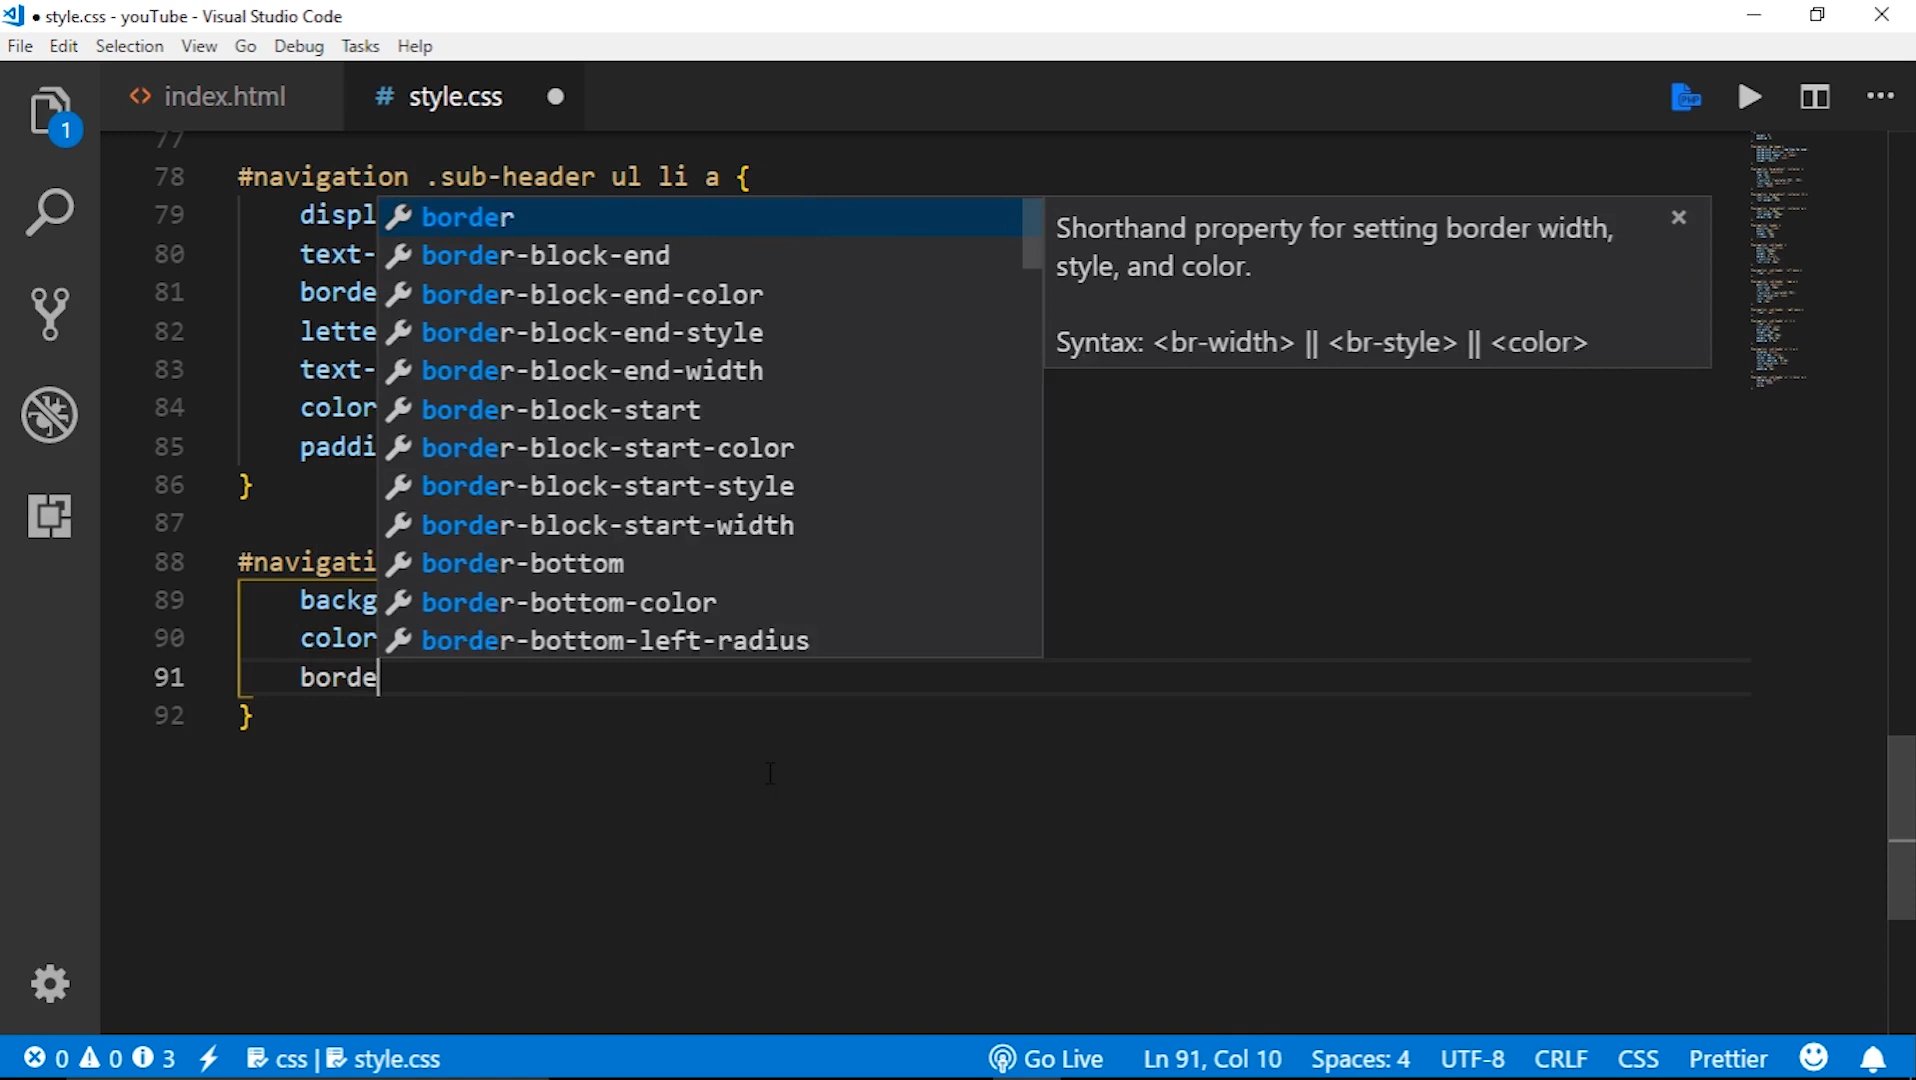 ● style.css - youTube - Visual Studio Code
File Edit Selection View Go Debug Tasks Help
1
<> index.html # style.css ●
PHP
77
78 #navigation .sub-header ul li a {
79 displ
80 text-
81 borde
82 lette
83 text-
84 color
85 paddi
86 }
87
88 #navigati
89 backg
90 color
91 borde
92 }
border
border-block-end
border-block-end-color
border-block-end-style
border-block-end-width
border-block-start
border-block-start-color
border-block-start-style
border-block-start-width
border-bottom
border-bottom-color
border-bottom-left-radius
Shorthand property for setting border width,
style, and color.
Syntax: <br-width> || <br-style> || <color>
0 0 3 css | style.css Go Live Ln 91, Col 10 Spaces: 4 UTF-8 CRLF CSS Prettier